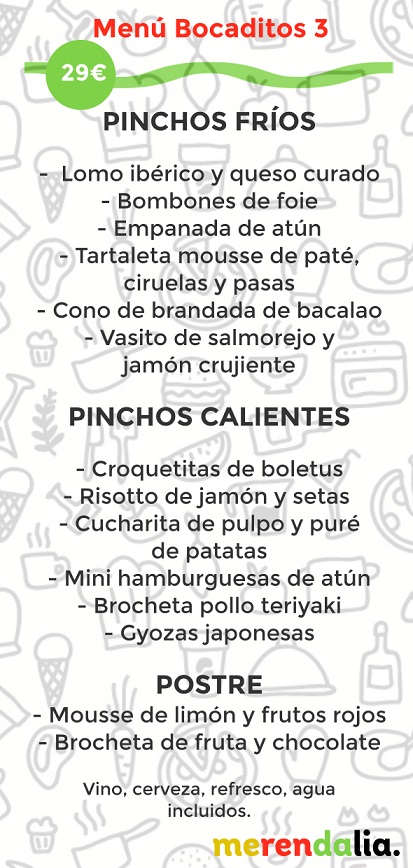 Menú Bocaditos 3
29€
PINCHOS FRÍOS
- Lomo ibérico y queso curado
- Bombones de foie
- Empanada de atún
- Tartaleta mousse de paté,
ciruelas y pasas
- Cono de brandada de bacalao
- Vasito de salmorejo y
jamón crujiente
PINCHOS CALIENTES
- Croquetitas de boletus
- Risotto de jamón y setas
- Cucharita de pulpo y puré
de patatas
- Mini hamburguesas de atún
- Brocheta pollo teriyaki
- Gyozas japonesas
POSTRE
- Mousse de limón y frutos rojos
- Brocheta de fruta y chocolate
Vino, cerveza, refresco, agua
incluidos.
merendalia.